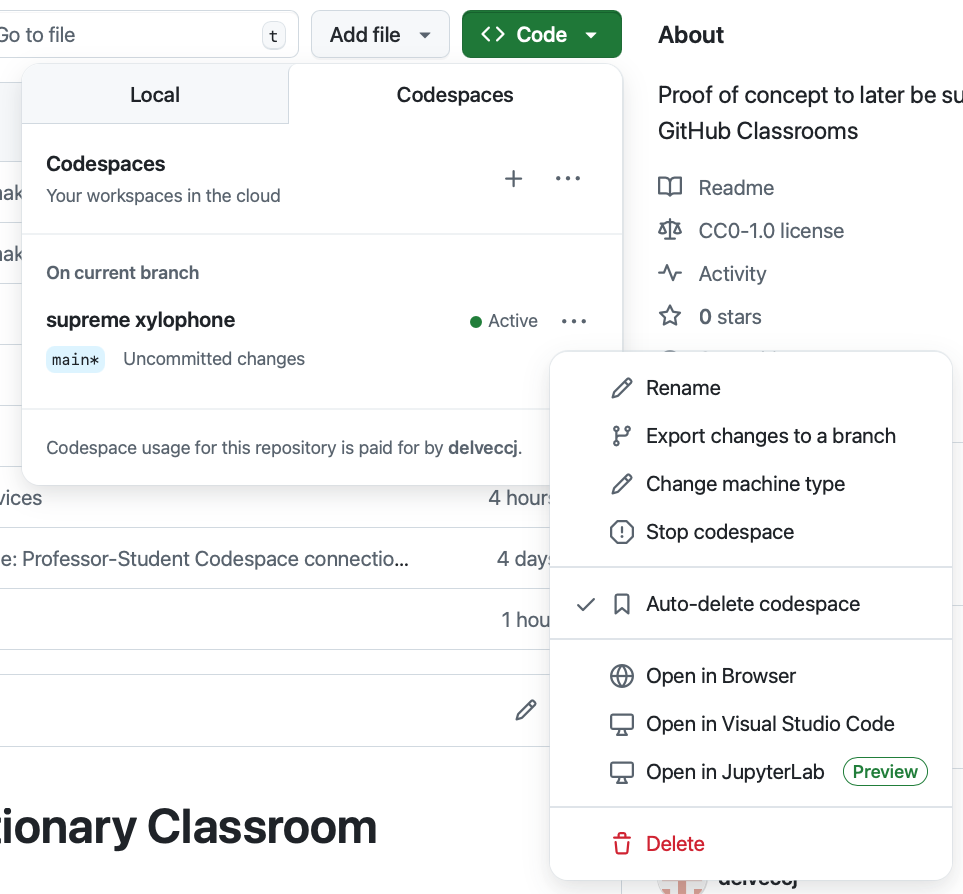 Go to file
t
Add file
Code
About
Local
Codespaces
Proof of concept to later be su
GitHub Classrooms
Codespaces
Your workspaces in the cloud
Readme
CC0-1.0 license
Activity
0 stars
On current branch
supreme xylophone
Active
main*
Uncommitted changes
Codespace usage for this repository is paid for by delveccj.
Rename
Export changes to a branch
Change machine type
Stop codespace
Auto-delete codespace
Open in Browser
Open in Visual Studio Code
Open in JupyterLab
Preview
Delete
vices
4 hours
e: Professor-Student Codespace connectio...
4 days
1 hou
tionary Classroom
delveccj